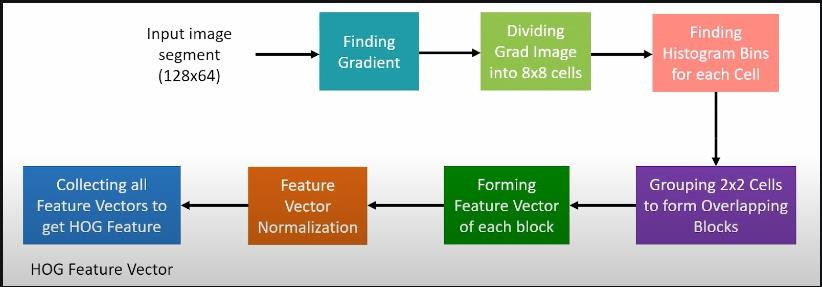 Input image
segment
(128x64)
Finding
Gradient
Dividing
Grad Image
into 8x8 cells
Finding
Histogram Bins
for each Cell
Grouping 2x2 Cells
to form Overlapping
Blocks
Forming
Feature Vector
of each block
Feature
Vector
Normalization
Collecting all
Feature Vectors to
get HOG Feature
HOG Feature Vector